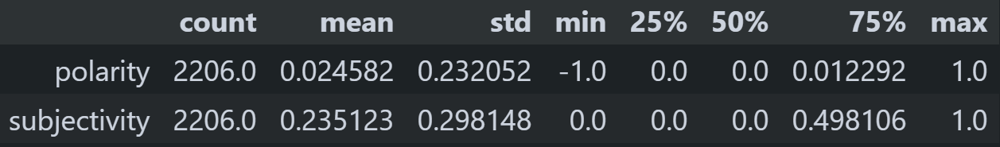 count mean std min 25% 50% 75% max
polarity 2206.0 0.024582 0.232052 -1.0 0.0 0.0 0.012292 1.0
subjectivity 2206.0 0.235123 0.298148 0.0 0.0 0.0 0.498106 1.0